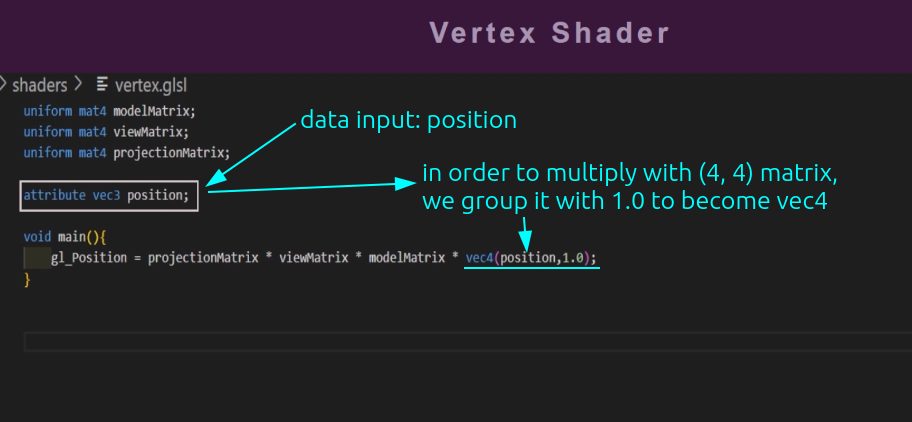 Vertex Shader
shaders > vertex.glsl
uniform mat4 modelMatrix;
uniform mat4 viewMatrix;
uniform mat4 projectionMatrix;
data input: position
attribute vec3 position;
in order to multiply with (4, 4) matrix,
we group it with 1.0 to become vec4
void main(){
gl_Position = projectionMatrix * viewMatrix * modelMatrix * vec4(position,1.0);
}